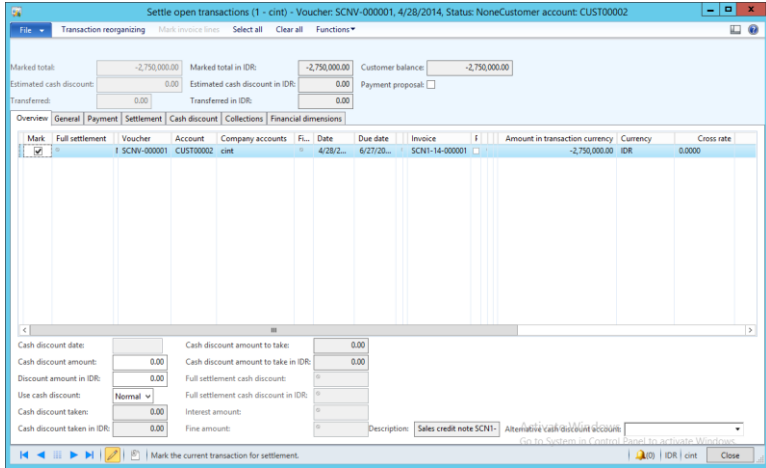 Settle open transactions (1 - cint) - Voucher: SCNV-000001, 4/28/2014, Status: NoneCustomer account: CUST00002
File Transaction reorganizing Mark invoice lines Select all Clear all Functions
Marked total: -2,750,000.00 Marked total in IDR: -2,750,000.00 Customer balance: -2,750,000.00
Estimated cash discount: 0.00 Estimated cash discount in IDR: 0.00 Payment proposal:
Transferred: 0.00 Transferred in IDR: 0.00
Overview General Payment Settlement Cash discount Collections Financial dimensions
Mark Full settlement Voucher Account Company accounts Fi... Date Due date Invoice Amount in transaction currency Currency Cross rate
SCNV-000001 CUST00002 cint 4/28/2... 6/27/20... SCN1-14-000001 -2,750,000.00 IDR 0.0000
Cash discount date: Cash discount amount to take: 0.00
Cash discount amount: 0.00 Cash discount amount to take in IDR: 0.00
Discount amount in IDR: 0.00 Full settlement cash discount:
Use cash discount: Normal Full settlement cash discount in IDR:
Cash discount taken: 0.00 Interest amount:
Cash discount taken in IDR: 0.00 Fine amount: Description: Sales credit note SCN1- Alternative cash discount account:
Activate Windows
Go to System in Control Panel to activate Windows.
Mark the current transaction for settlement. (0) IDR cint Close